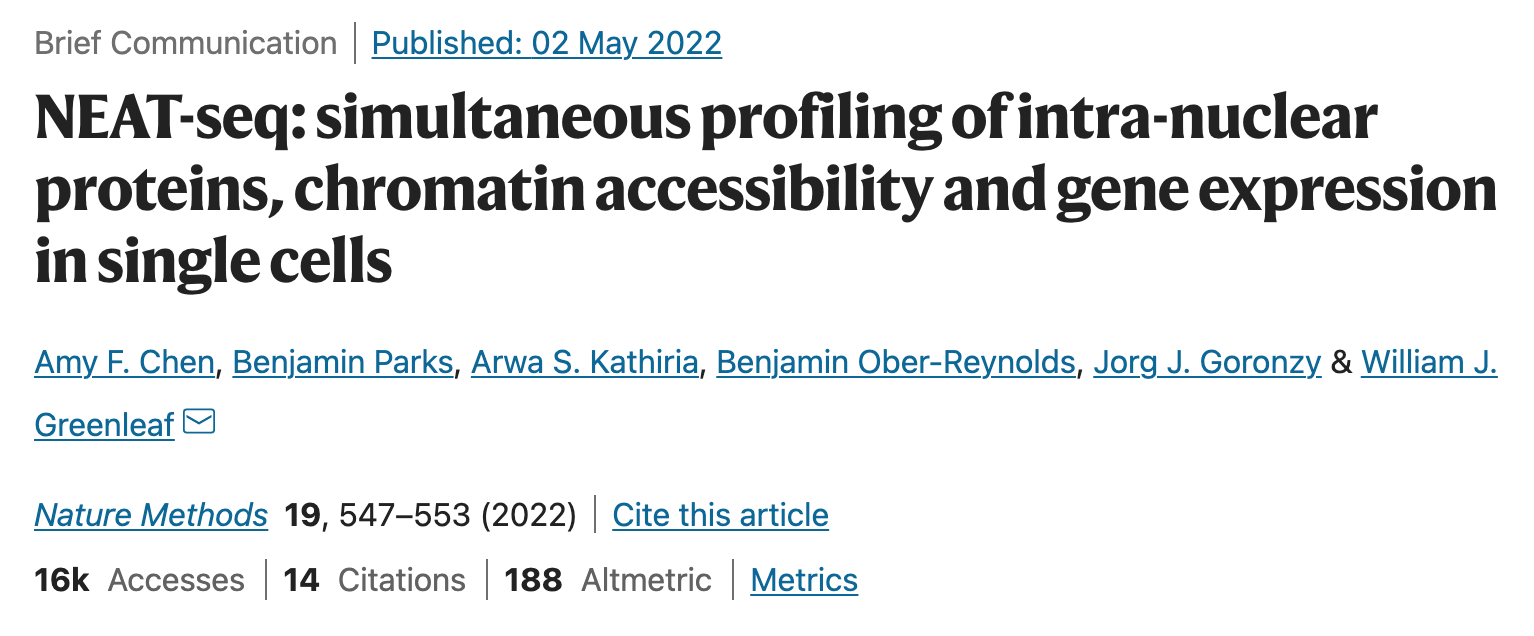 Brief Communication | Published: 02 May 2022
NEAT-seq: simultaneous profiling of intra-nuclear
proteins, chromatin accessibility and gene expression
in single cells
Amy F. Chen, Benjamin Parks, Arwa S. Kathiria, Benjamin Ober-Reynolds, Jorg J. Goronzy & William J.
Greenleaf
Nature Methods 19, 547–553 (2022) | Cite this article
16k Accesses | 14 Citations | 188 Altmetric | Metrics